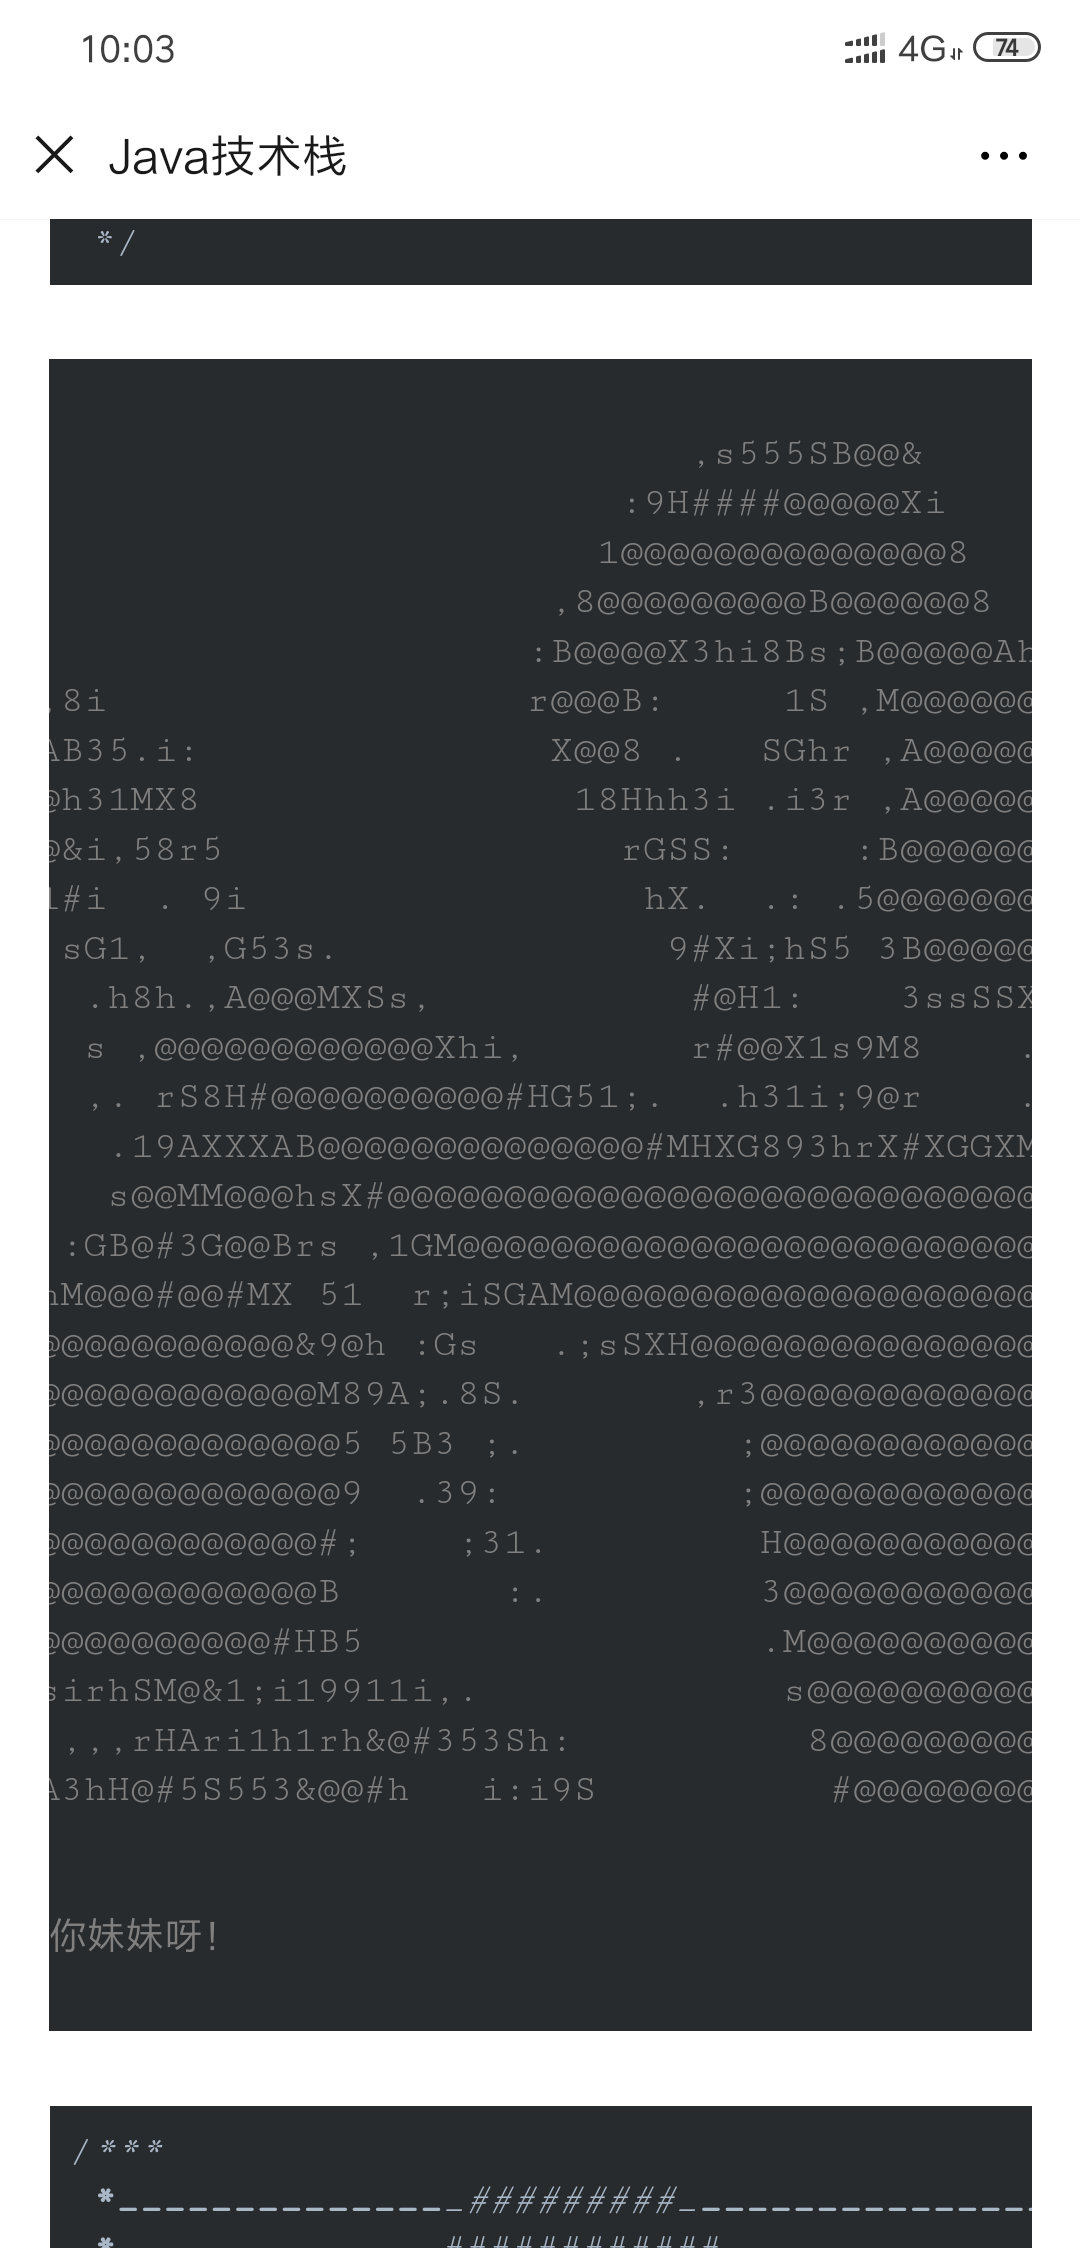 10:03
4G 74
Java技术栈
*/
,s555SB@@&
:9H####@@@@@Xi
1@@@@@@@@@@@@@@8
,8@@@@@@@@@B@@@@@@8
:B@@@@X3hi8Bs;B@@@@@Ah
,8i r@@@B: 1S ,M@@@@@@
AB35.i: X@@8 . SGhr ,A@@@@@
@h31MX8 18Hhh3i .i3r ,A@@@@@
@&i,58r5 rGSS: :B@@@@@@
1#i . 9i hX. .: .5@@@@@@@
sG1, ,G53s. 9#Xi;hS5 3B@@@@@
.h8h.,A@@@MXSs, #@H1: 3ssSSX
s ,@@@@@@@@@@@@Xhi, r#@@X1s9M8 .
,. rS8H#@@@@@@@@@@#HG51;. .h31i;9@r .
.19AXXXAB@@@@@@@@@@@@@@#MHXG893hrX#XGGXM
s@@MM@@@hsX#@@@@@@@@@@@@@@@@@@@@@@@@@@@@
:GB@#3G@@Brs ,1GM@@@@@@@@@@@@@@@@@@@@@@@@@
hM@@@#@@#MX 51 r;iSGAM@@@@@@@@@@@@@@@@@@@@
@@@@@@@@@@@&9@h :Gs .;sSXH@@@@@@@@@@@@@@@
@@@@@@@@@@@@M89A;.8S. ,r3@@@@@@@@@@@@
@@@@@@@@@@@@@5 5B3 ;. ;@@@@@@@@@@@@
@@@@@@@@@@@@@9 .39: ;@@@@@@@@@@@@
@@@@@@@@@@@@#; ;31. H@@@@@@@@@@@
@@@@@@@@@@@@B :. 3@@@@@@@@@@@
@@@@@@@@@@#HB5 .M@@@@@@@@@@
sirhSM@&1;i19911i,. s@@@@@@@@@@
,,,rHAri1h1rh&@#353Sh: 8@@@@@@@@@
A3hH@#5S553&@@#h i:i9S #@@@@@@@@
你妹妹呀！
/***
*_______________#########_______________
*______________############